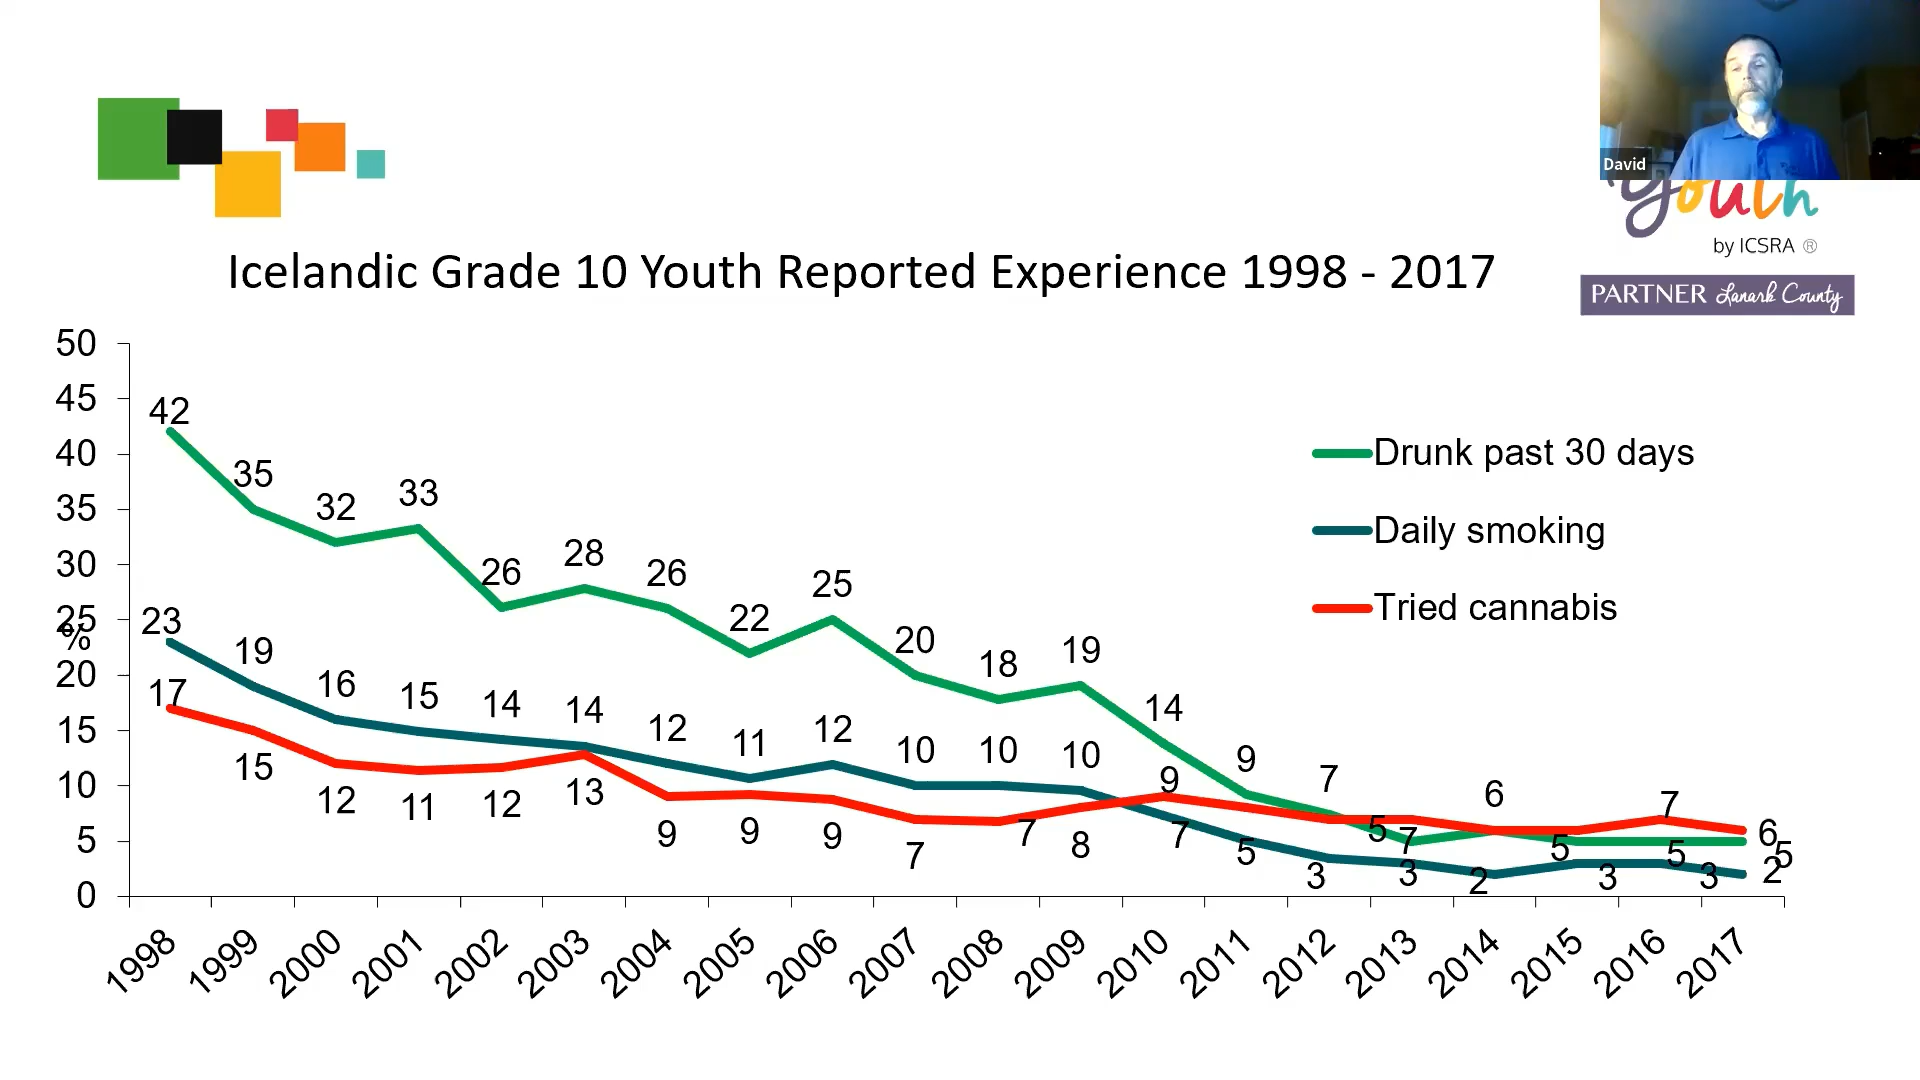 David
youth
by ICSRA ®
PARTNER Lanark County
Icelandic Grade 10 Youth Reported Experience 1998 - 2017
50
45
40
35
30
25
%
20
15
10
5
0
42 35 32 33 26 28 26 22 25 20 18 19 14 9 7 5 6 5 5 5
23 19 16 15 14 14 12 11 12 10 10 10 7 5 3 3 2 3 3 2
17 15 12 11 12 13 9 9 9 7 7 8 9 7 7 6
Drunk past 30 days
Daily smoking
Tried cannabis
1998 1999 2000 2001 2002 2003 2004 2005 2006 2007 2008 2009 2010 2011 2012 2013 2014 2015 2016 2017